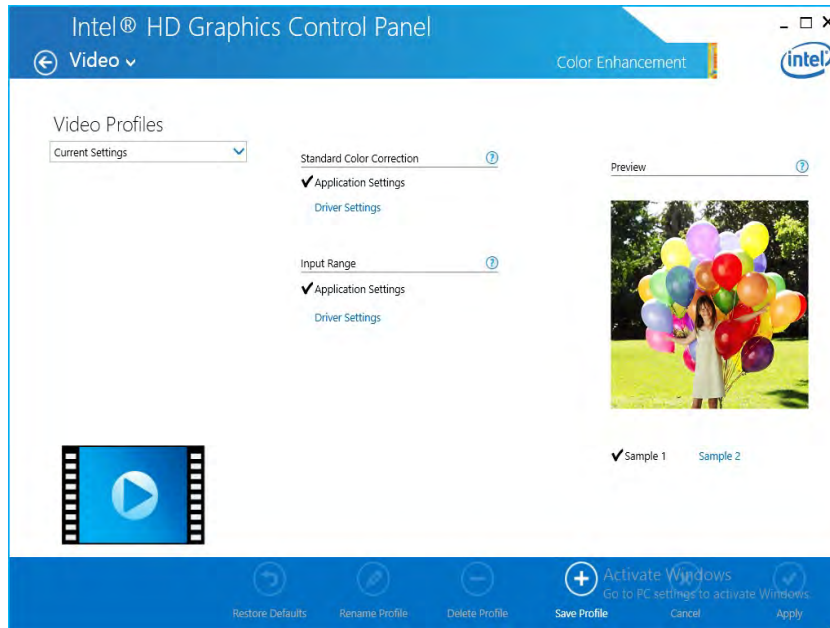 Intel® HD Graphics Control Panel
Video
Color Enhancement
intel
Video Profiles
Current Settings
Standard Color Correction ?
Application Settings
Driver Settings
Input Range ?
Application Settings
Driver Settings
Preview ?
Sample 1 Sample 2
Activate Windows
Go to PC settings to activate Windows.
Restore Defaults Rename Profile Delete Profile Save Profile Cancel Apply